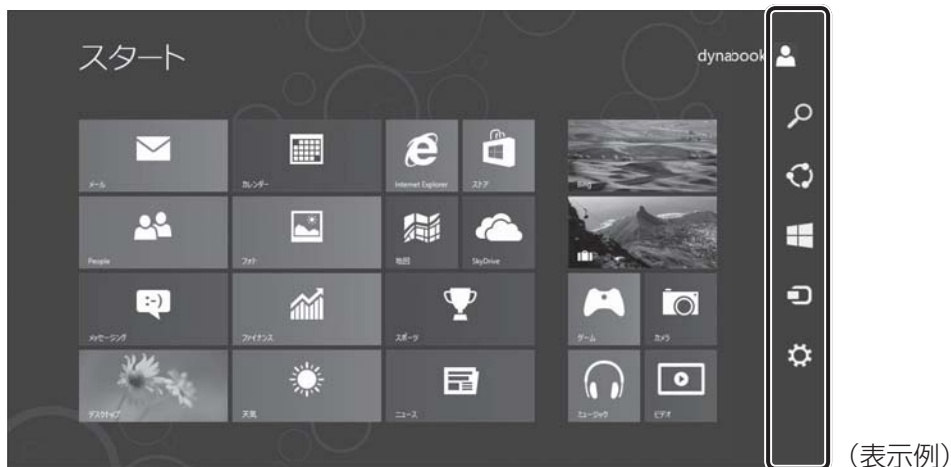 スタート
dynabook
メール
カレンダー
Internet Explorer
ストア
Bing
People
フォト
地図
SkyDrive
メッセージング
ファイナンス
スポーツ
ゲーム
カメラ
デスクトップ
天気
ニュース
ミュージック
ビデオ
（表示例）